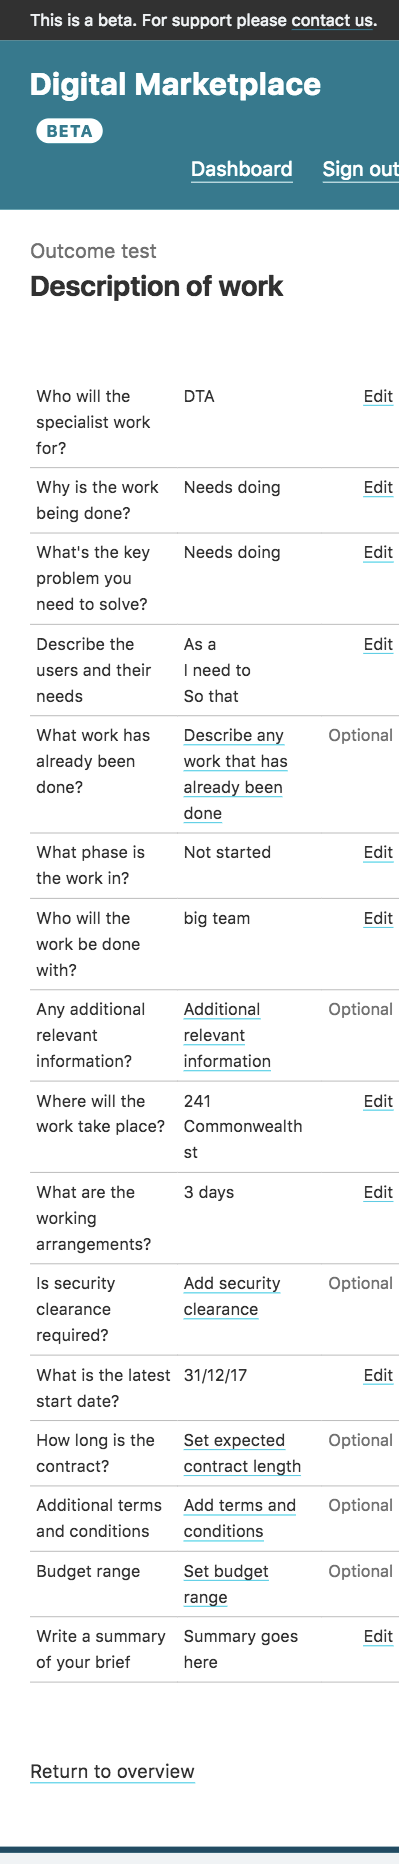 This is a beta. For support please contact us.
Digital Marketplace
BETA
Dashboard Sign out
Outcome test
Description of work
Who will the specialist work for? DTA Edit
Why is the work being done? Needs doing Edit
What's the key problem you need to solve? Needs doing Edit
Describe the users and their needs As a I need to So that Edit
What work has already been done? Describe any work that has already been done Optional
What phase is the work in? Not started Edit
Who will the work be done with? big team Edit
Any additional relevant information? Additional relevant information Optional
Where will the work take place? 241 Commonwealth st Edit
What are the working arrangements? 3 days Edit
Is security clearance required? Add security clearance Optional
What is the latest start date? 31/12/17 Edit
How long is the contract? Set expected contract length Optional
Additional terms and conditions Add terms and conditions Optional
Budget range Set budget range Optional
Write a summary of your brief Summary goes here Edit
Return to overview